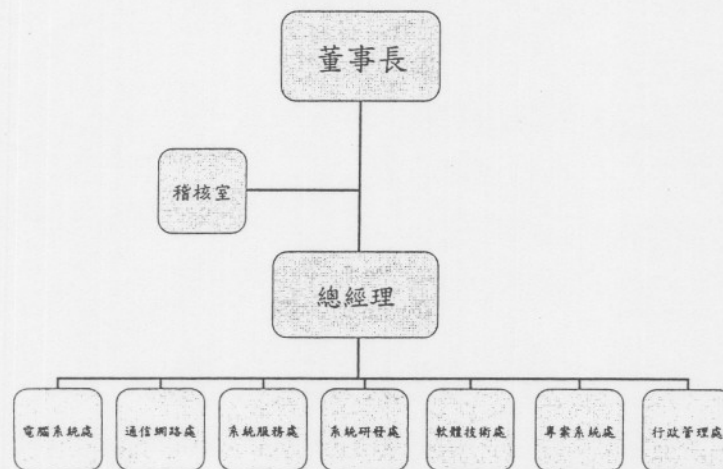 董事長
稽核室
總經理
電腦系統處
通信網路處
系統服務處
系統研發處
軟體技術處
專案系統處
行政管理處